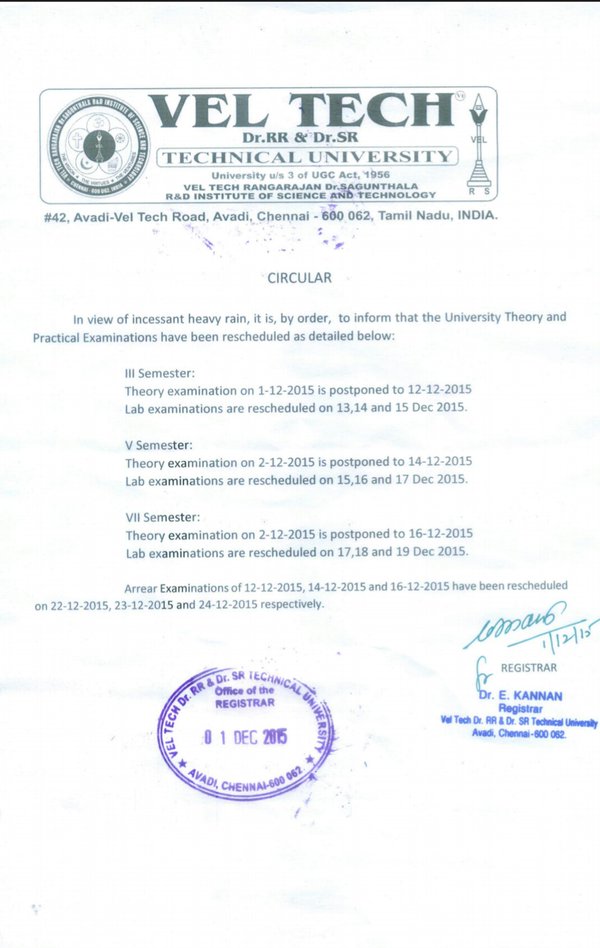 VEL TECH
Dr.RR & Dr.SR
TECHNICAL UNIVERSITY
University u/s 3 of UGC Act, 1956
VEL TECH RANGARAJAN Dr.SAGUNTHALA
R&D INSTITUTE OF SCIENCE AND TECHNOLOGY
VEL
R S
#42, Avadi-Vel Tech Road, Avadi, Chennai - 600 062, Tamil Nadu, INDIA.
CIRCULAR
In view of incessant heavy rain, it is, by order, to inform that the University Theory and
Practical Examinations have been rescheduled as detailed below:
III Semester:
Theory examination on 1-12-2015 is postponed to 12-12-2015
Lab examinations are rescheduled on 13,14 and 15 Dec 2015.
V Semester:
Theory examination on 2-12-2015 is postponed to 14-12-2015
Lab examinations are rescheduled on 15,16 and 17 Dec 2015.
VII Semester:
Theory examination on 2-12-2015 is postponed to 16-12-2015
Lab examinations are rescheduled on 17,18 and 19 Dec 2015.
Arrear Examinations of 12-12-2015, 14-12-2015 and 16-12-2015 have been rescheduled
on 22-12-2015, 23-12-2015 and 24-12-2015 respectively.
1/12/15
REGISTRAR
Dr. E. KANNAN
Registrar
Vel Tech Dr. RR & Dr. SR Technical University
Avadi, Chennai-600 062.
VEL TECH Dr. RR & Dr. SR TECHNICAL UNIVERSITY
Office of the
REGISTRAR
01 DEC 2015
★ AVADI, CHENNAI-600 062. ★